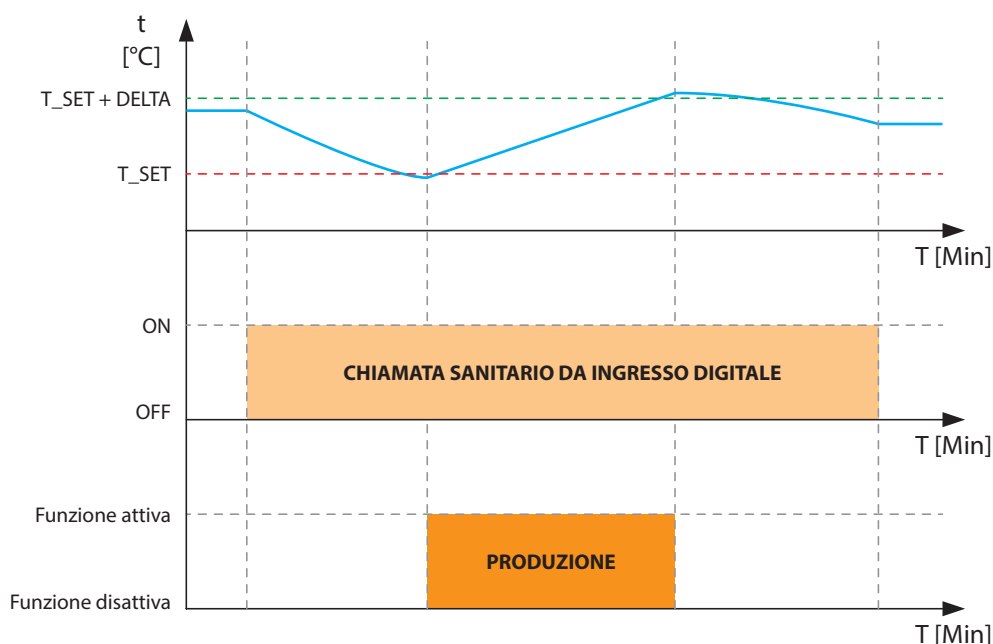 t
[°C]
T_SET + DELTA
T_SET
T [Min]
ON
CHIAMATA SANITARIO DA INGRESSO DIGITALE
OFF
T [Min]
Funzione attiva
PRODUZIONE
Funzione disattiva
T [Min]